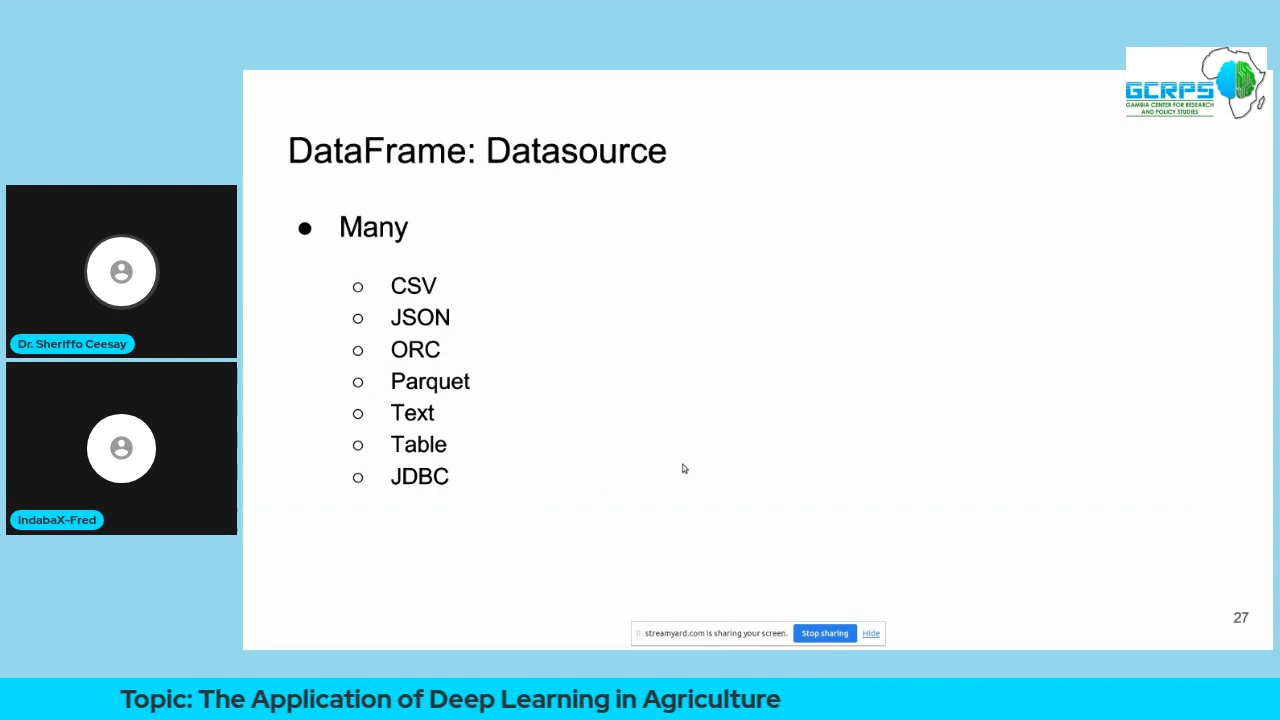 GCRPS
GAMBIA CENTER FOR RESEARCH
AND POLICY STUDIES
DataFrame: Datasource
● Many
○ CSV
○ JSON
○ ORC
○ Parquet
○ Text
○ Table
○ JDBC
Dr. Sheriffo Ceesay
IndabaX-Fred
27
streamyard.com is sharing your screen. Stop sharing Hide
Topic: The Application of Deep Learning in Agriculture